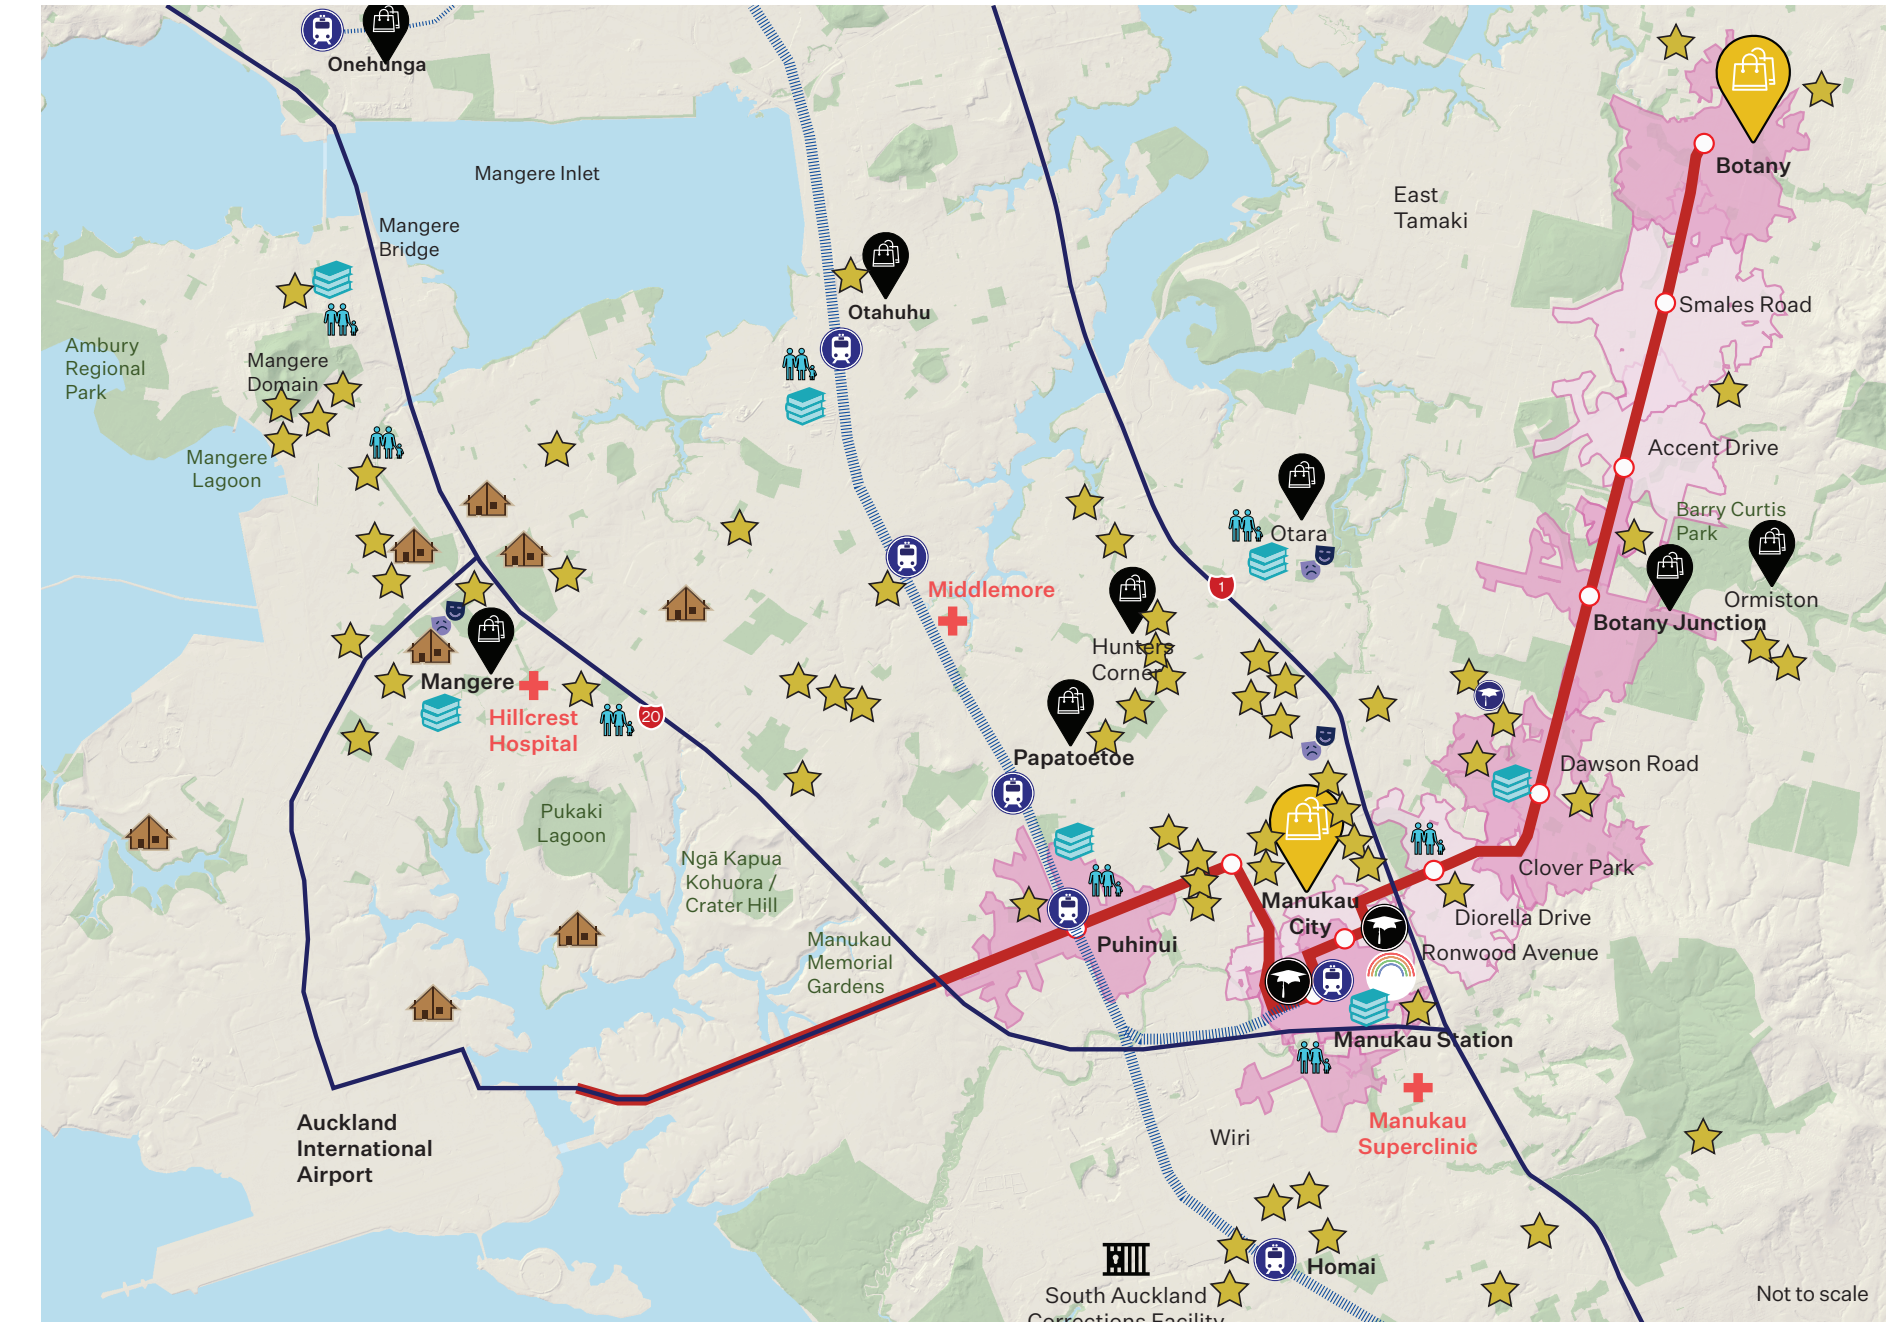 Onehunga
Mangere Inlet
Mangere
Bridge
East
Tamaki
Botany
Smales Road
Otahuhu
Ambury
Regional
Park
Mangere
Domain
Mangere
Lagoon
Accent Drive
Barry Curtis
Park
Otara
Ormiston
Botany Junction
1
Middlemore
Hunters
Corner
Mangere
Hillcrest
Hospital
20
Papatoetoe
Dawson Road
Pukaki
Lagoon
Ngā Kapua
Kohuora /
Crater Hill
Clover Park
Manukau
City
Diorella Drive
Ronwood Avenue
Puhinui
Manukau
Memorial
Gardens
Manukau Station
Auckland
International
Airport
Manukau
Superclinic
Wiri
Homai
South Auckland
Corrections Facility
Not to scale